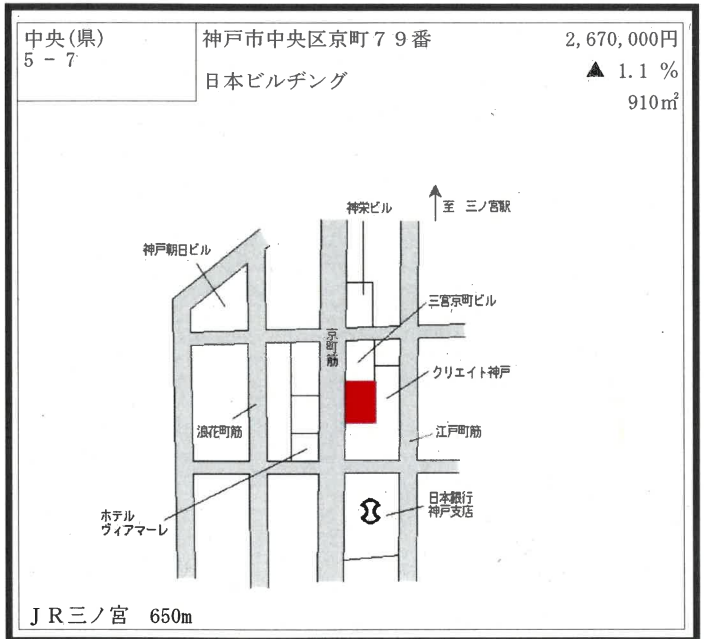 中央(県)
5－7
神戸市中央区京町７９番
日本ビルヂング
2,670,000円
▲ 1.1 %
910㎡
神栄ビル
至 三ノ宮駅
神戸朝日ビル
三宮京町ビル
京町筋
クリエイト神戸
浪花町筋
江戸町筋
ホテル
ヴィアマーレ
日本銀行
神戸支店
ＪＲ三ノ宮 650m